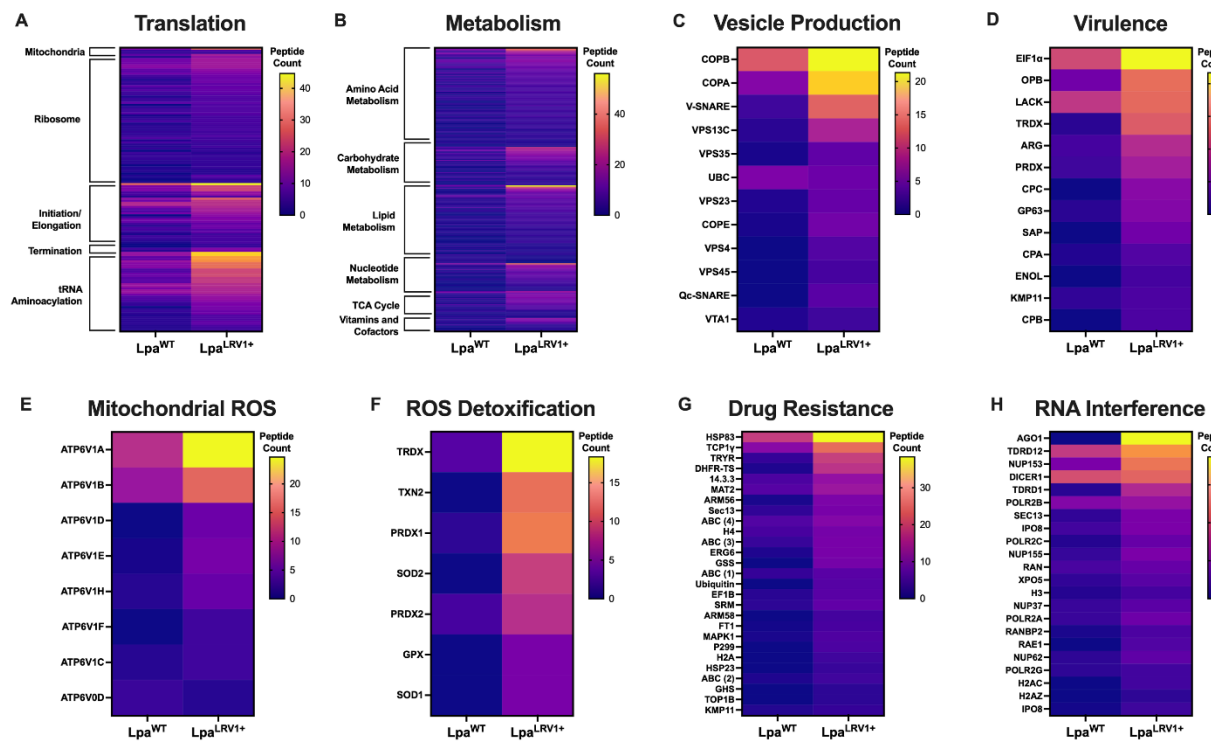 A Translation
Mitochondria
Ribosome
Initiation/
Elongation
Termination
tRNA
Aminoacylation
Lpa^WT Lpa^LRV1+
Peptide
Count
40
30
20
10
0
B Metabolism
Amino Acid
Metabolism
Carbohydrate
Metabolism
Lipid
Metabolism
Nucleotide
Metabolism
TCA Cycle
Vitamins and
Cofactors
Lpa^WT Lpa^LRV1+
Peptide
Count
40
20
0
C Vesicle Production
COPB
COPA
V-SNARE
VPS13C
VPS35
UBC
VPS23
COPE
VPS4
VPS45
Qc-SNARE
VTA1
Lpa^WT Lpa^LRV1+
Peptide
Count
20
15
10
5
0
D Virulence
EIF1α
OPB
LACK
TRDX
ARG
PRDX
CPC
GP63
SAP
CPA
ENOL
KMP11
CPB
Lpa^WT Lpa^LRV1+
E Mitochondrial ROS
ATP6V1A
ATP6V1B
ATP6V1D
ATP6V1E
ATP6V1H
ATP6V1F
ATP6V1C
ATP6V0D
Lpa^WT Lpa^LRV1+
Peptide
Count
20
15
10
5
0
F ROS Detoxification
TRDX
TXN2
PRDX1
SOD2
PRDX2
GPX
SOD1
Lpa^WT Lpa^LRV1+
Peptide
Count
15
10
5
0
G Drug Resistance
HSP83
TCP1γ
TRYR
DHFR-TS
14.3.3
MAT2
ARM56
Sec13
ABC (4)
H4
ABC (3)
ERG6
GSS
ABC (1)
Ubiquitin
EF1B
SRM
ARM58
FT1
MAPK1
P299
H2A
HSP23
ABC (2)
GHS
TOP1B
KMP11
Lpa^WT Lpa^LRV1+
Peptide
Count
30
20
10
0
H RNA Interference
AGO1
TDRD12
NUP153
DICER1
TDRD1
POLR2B
SEC13
IPO8
POLR2C
NUP155
RAN
XPO5
H3
NUP37
POLR2A
RANBP2
RAE1
NUP62
POLR2G
H2AC
H2AZ
IPO8
Lpa^WT Lpa^LRV1+